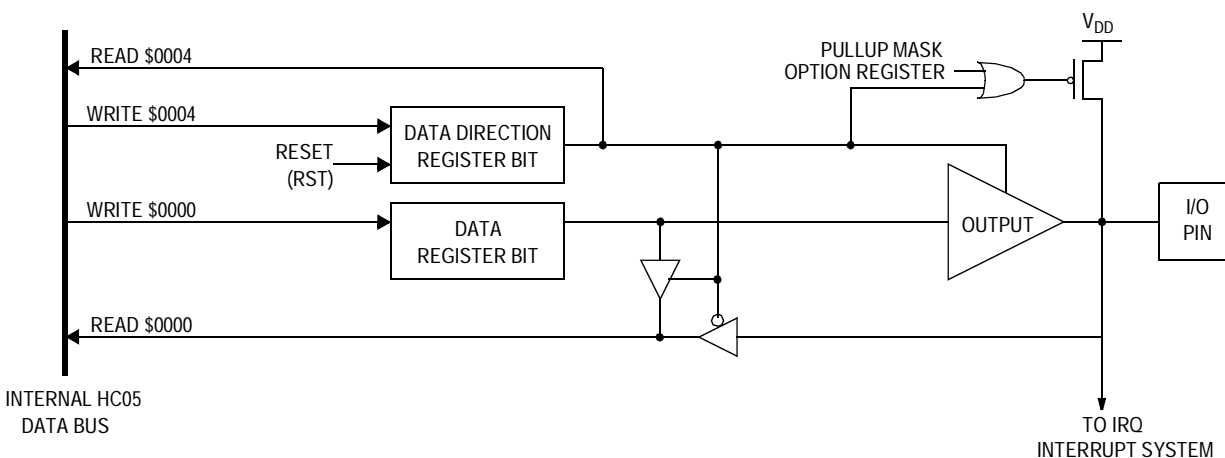 V_DD
READ $0004
PULLUP MASK
OPTION REGISTER
WRITE $0004
DATA DIRECTION
REGISTER BIT
RESET
(RST)
WRITE $0000
DATA
REGISTER BIT
OUTPUT
I/O
PIN
READ $0000
INTERNAL HC05
DATA BUS
TO IRQ
INTERRUPT SYSTEM